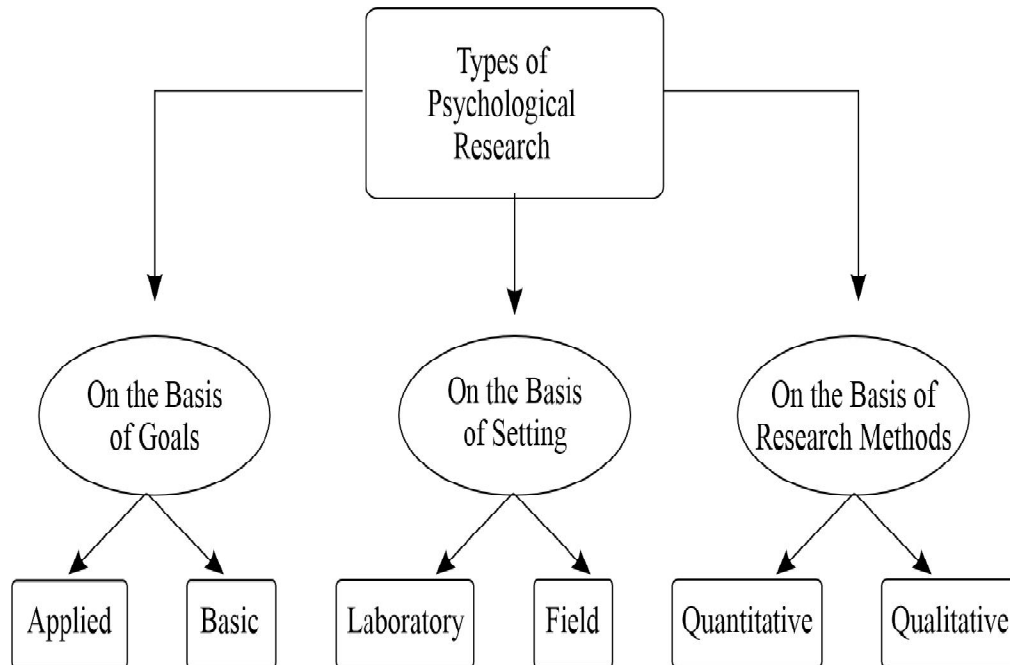 Types of
Psychological
Research
On the Basis
of Goals
On the Basis
of Setting
On the Basis of
Research Methods
Applied
Basic
Laboratory
Field
Quantitative
Qualitative